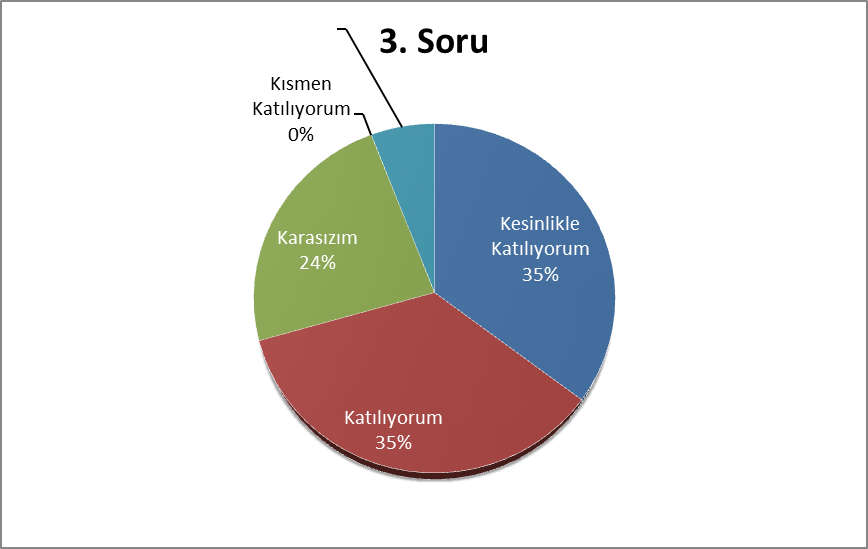 3. Soru
Kısmen
Katılıyorum
0%
Kesinlikle
Katılıyorum
35%
Karasızım
24%
Katılıyorum
35%